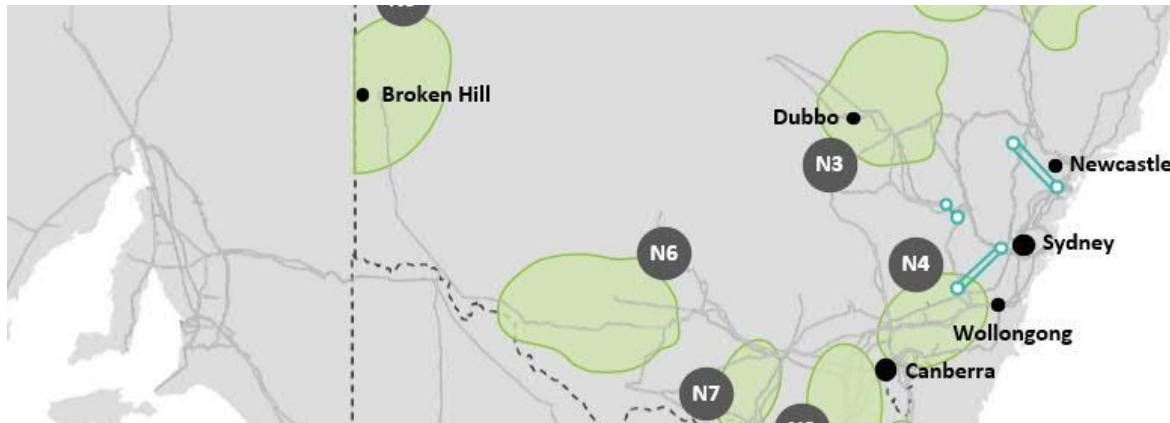 Broken Hill
Dubbo
N3
Newcastle
Sydney
N6
N4
Wollongong
Canberra
N7